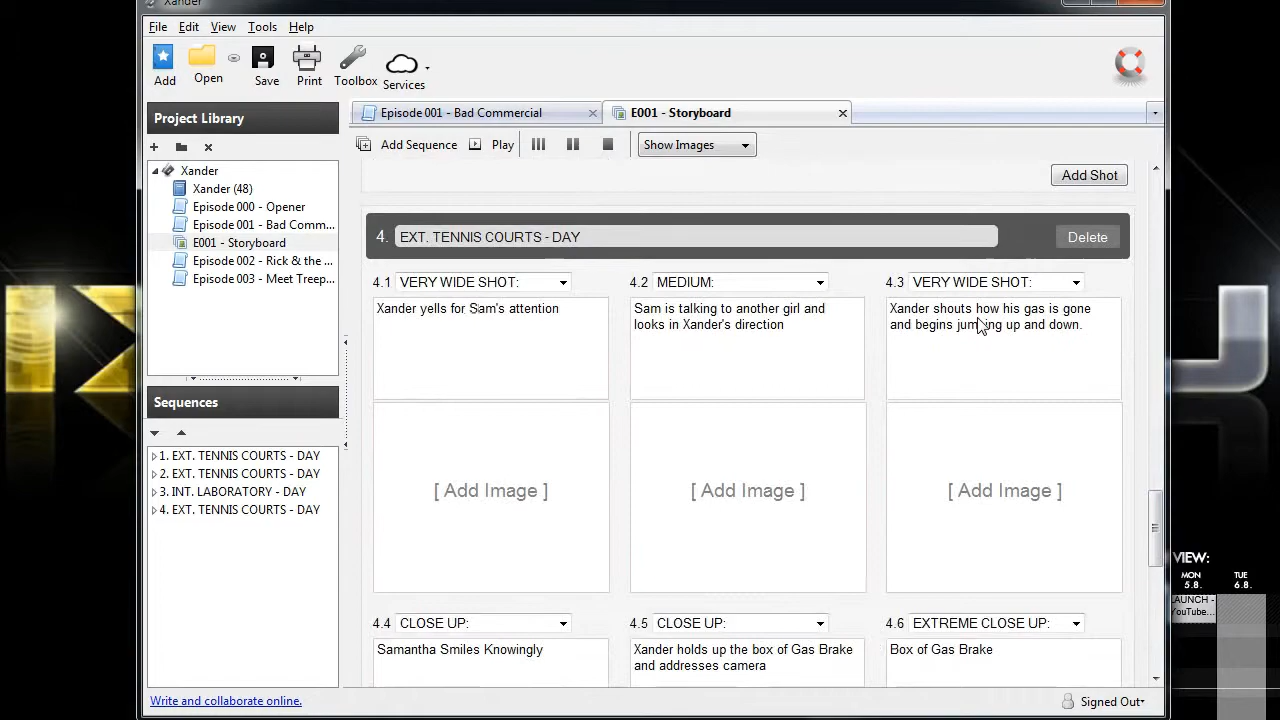 Xander
File Edit View Tools Help
Add Open Save Print Toolbox Services
Project Library
Episode 001 - Bad Commercial
E001 - Storyboard
Add Sequence Play Show Images
Xander
Xander (48)
Episode 000 - Opener
Episode 001 - Bad Comm...
E001 - Storyboard
Episode 002 - Rick & the ...
Episode 003 - Meet Treep...
Add Shot
4. EXT. TENNIS COURTS - DAY Delete
4.1 VERY WIDE SHOT: 4.2 MEDIUM: 4.3 VERY WIDE SHOT:
Xander yells for Sam's attention
Sam is talking to another girl and
looks in Xander's direction
Xander shouts how his gas is gone
and begins jumping up and down.
Sequences
1. EXT. TENNIS COURTS - DAY
2. EXT. TENNIS COURTS - DAY
3. INT. LABORATORY - DAY
4. EXT. TENNIS COURTS - DAY
[ Add Image ] [ Add Image ] [ Add Image ]
4.4 CLOSE UP: 4.5 CLOSE UP: 4.6 EXTREME CLOSE UP:
Samantha Smiles Knowingly
Xander holds up the box of Gas Brake
and addresses camera
Box of Gas Brake
Write and collaborate online.
Signed Out
VIEW:
MON TUE
5.8. 6.8.
LAUNCH -
YouTube...